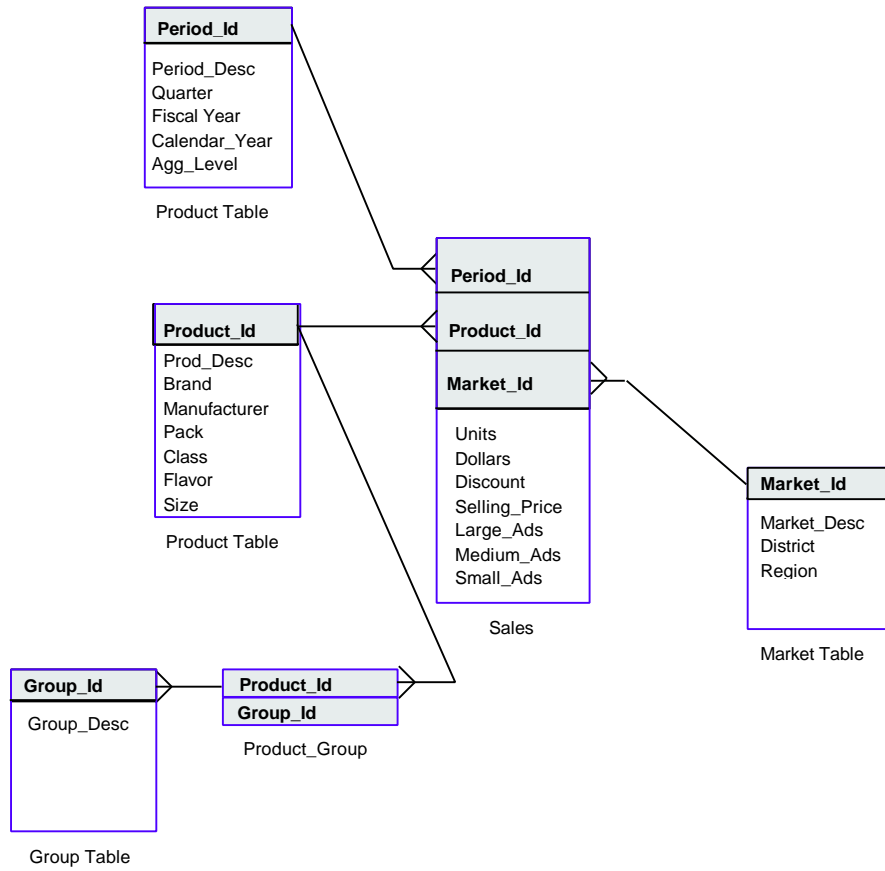 Period_Id
Period_Desc
Quarter
Fiscal Year
Calendar_Year
Agg_Level
Product Table
Product_Id
Prod_Desc
Brand
Manufacturer
Pack
Class
Flavor
Size
Product Table
Period_Id
Product_Id
Market_Id
Units
Dollars
Discount
Selling_Price
Large_Ads
Medium_Ads
Small_Ads
Sales
Market_Id
Market_Desc
District
Region
Market Table
Group_Id
Group_Desc
Group Table
Product_Id
Group_Id
Product_Group